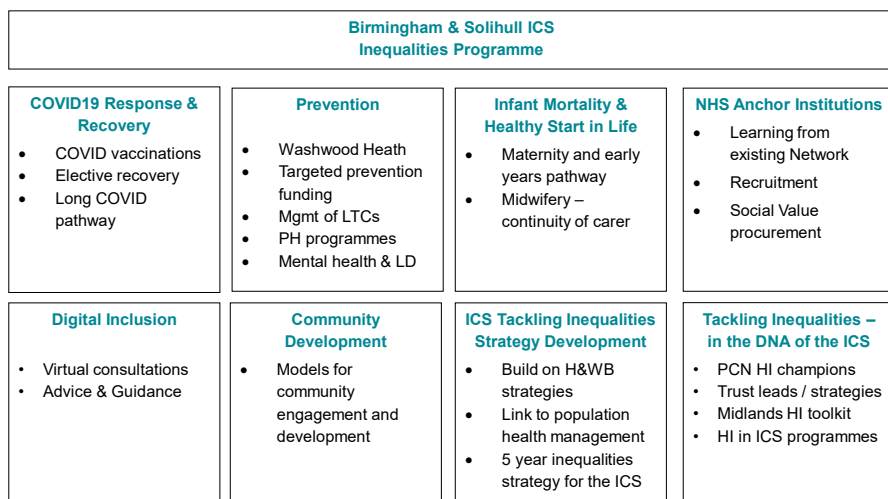 Birmingham & Solihull ICS
Inequalities Programme
COVID19 Response &
Recovery
• COVID vaccinations
• Elective recovery
• Long COVID
pathway
Prevention
• Washwood Heath
• Targeted prevention
funding
• Mgmt of LTCs
• PH programmes
• Mental health & LD
Infant Mortality &
Healthy Start in Life
• Maternity and early
years pathway
• Midwifery –
continuity of carer
NHS Anchor Institutions
• Learning from
existing Network
• Recruitment
• Social Value
procurement
Digital Inclusion
• Virtual consultations
• Advice & Guidance
Community
Development
• Models for
community
engagement and
development
ICS Tackling Inequalities
Strategy Development
• Build on H&WB
strategies
• Link to population
health management
• 5 year inequalities
strategy for the ICS
Tackling Inequalities –
in the DNA of the ICS
• PCN HI champions
• Trust leads / strategies
• Midlands HI toolkit
• HI in ICS programmes